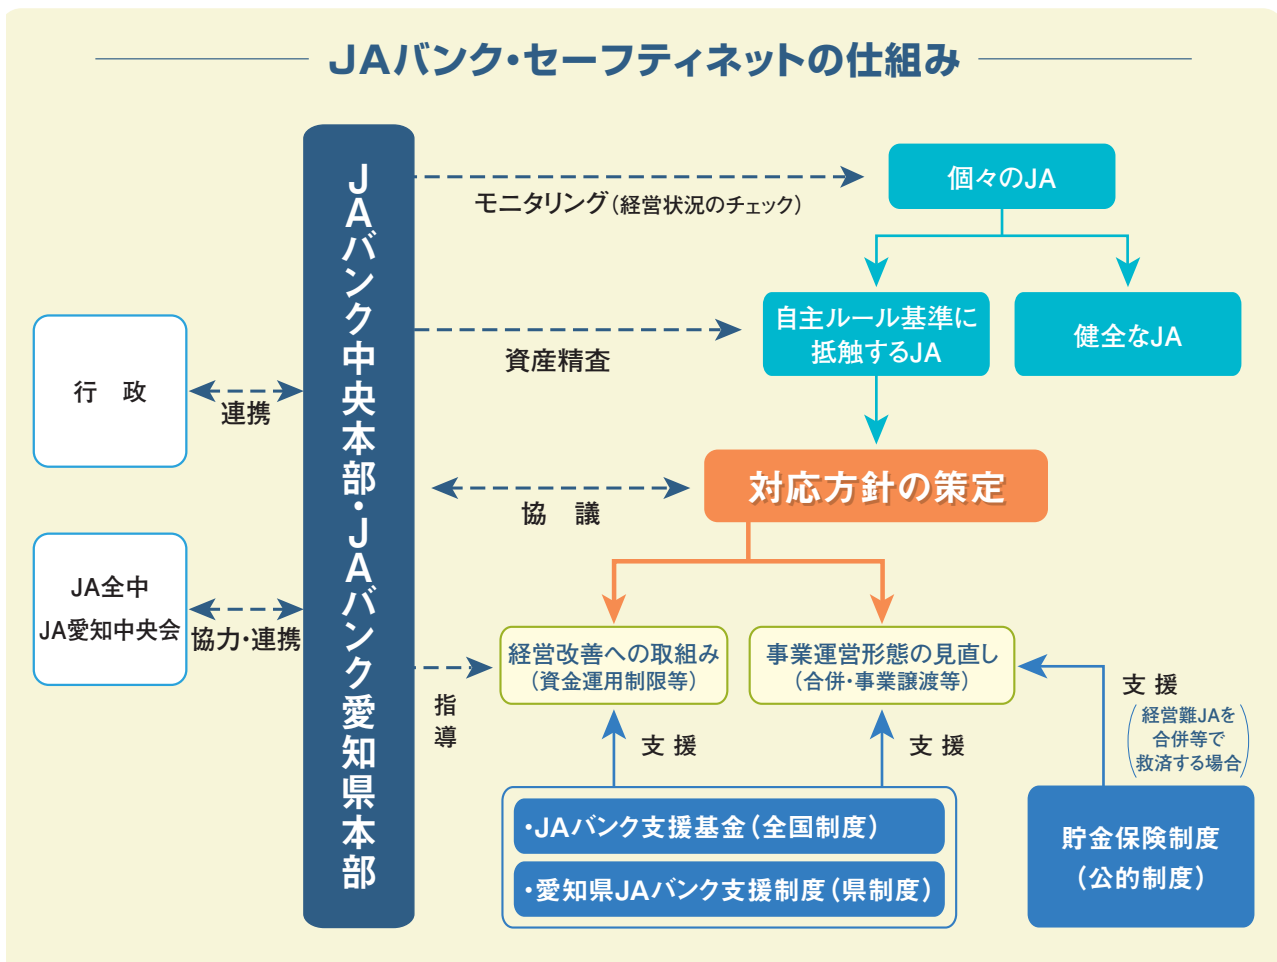 JAバンク・セーフティネットの仕組み
JAバンク中央本部・JAバンク愛知県本部
個々のJA
モニタリング（経営状況のチェック）
自主ルール基準に
抵触するJA
健全なJA
資産精査
行　政
連携
対応方針の策定
協　議
JA全中
JA愛知中央会
協力・連携
経営改善への取組み
（資金運用制限等）
事業運営形態の見直し
（合併・事業譲渡等）
指導
支 援
支 援
支 援
（経営難JAを
合併等で
救済する場合）
・JAバンク支援基金（全国制度）
・愛知県JAバンク支援制度（県制度）
貯金保険制度
（公的制度）